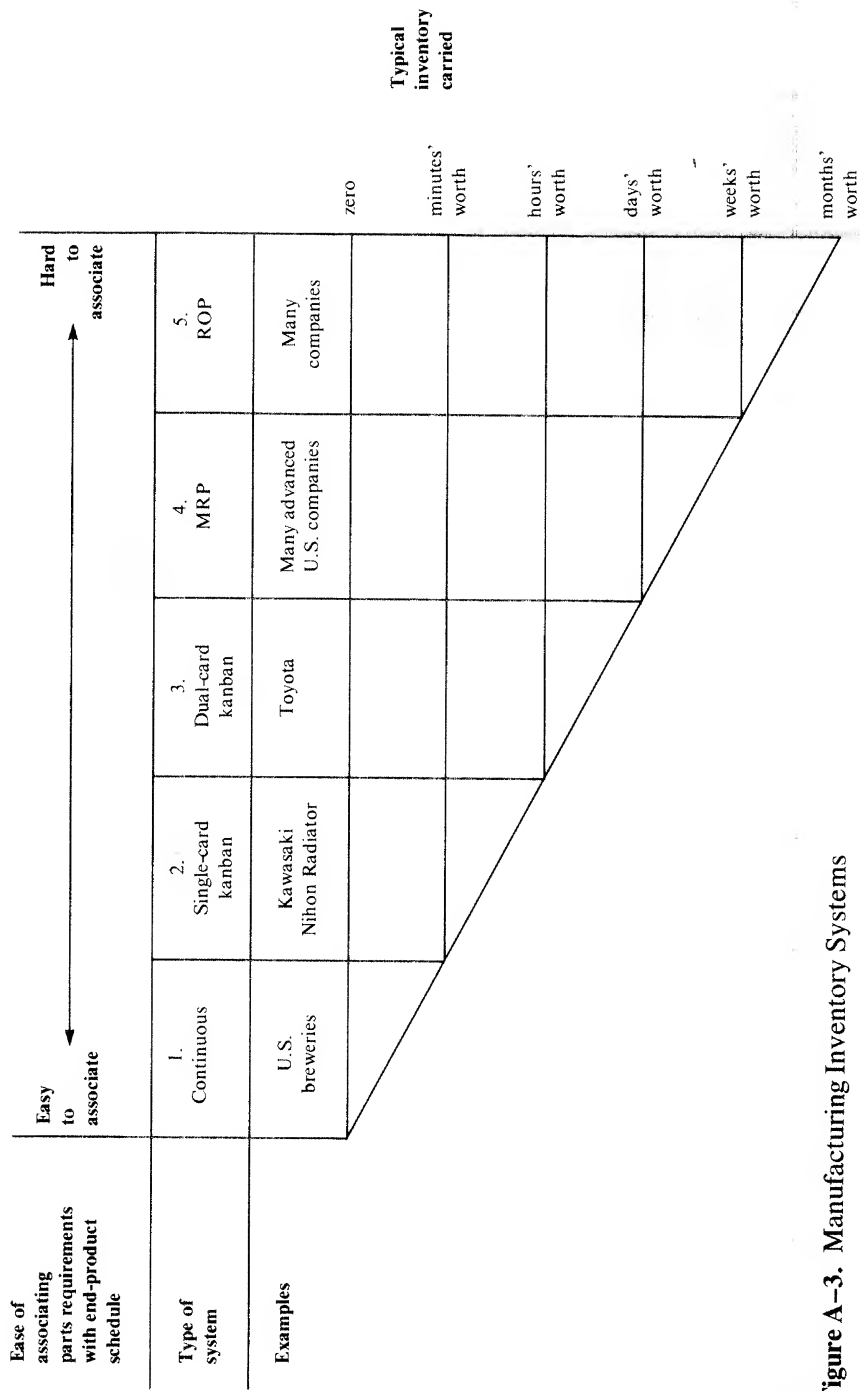 Ease of
associating
parts requirements
with end-product
schedule
Easy
to
associate
Hard
to
associate
Type of
system
1.
Continuous
2.
Single-card
kanban
3.
Dual-card
kanban
4.
MRP
5.
ROP
Examples
U.S.
breweries
Kawasaki
Nihon Radiator
Toyota
Many advanced
U.S. companies
Many
companies
zero
minutes'
worth
hours'
worth
days'
worth
weeks'
worth
months'
worth
Typical
inventory
carried
Figure A–3. Manufacturing Inventory Systems